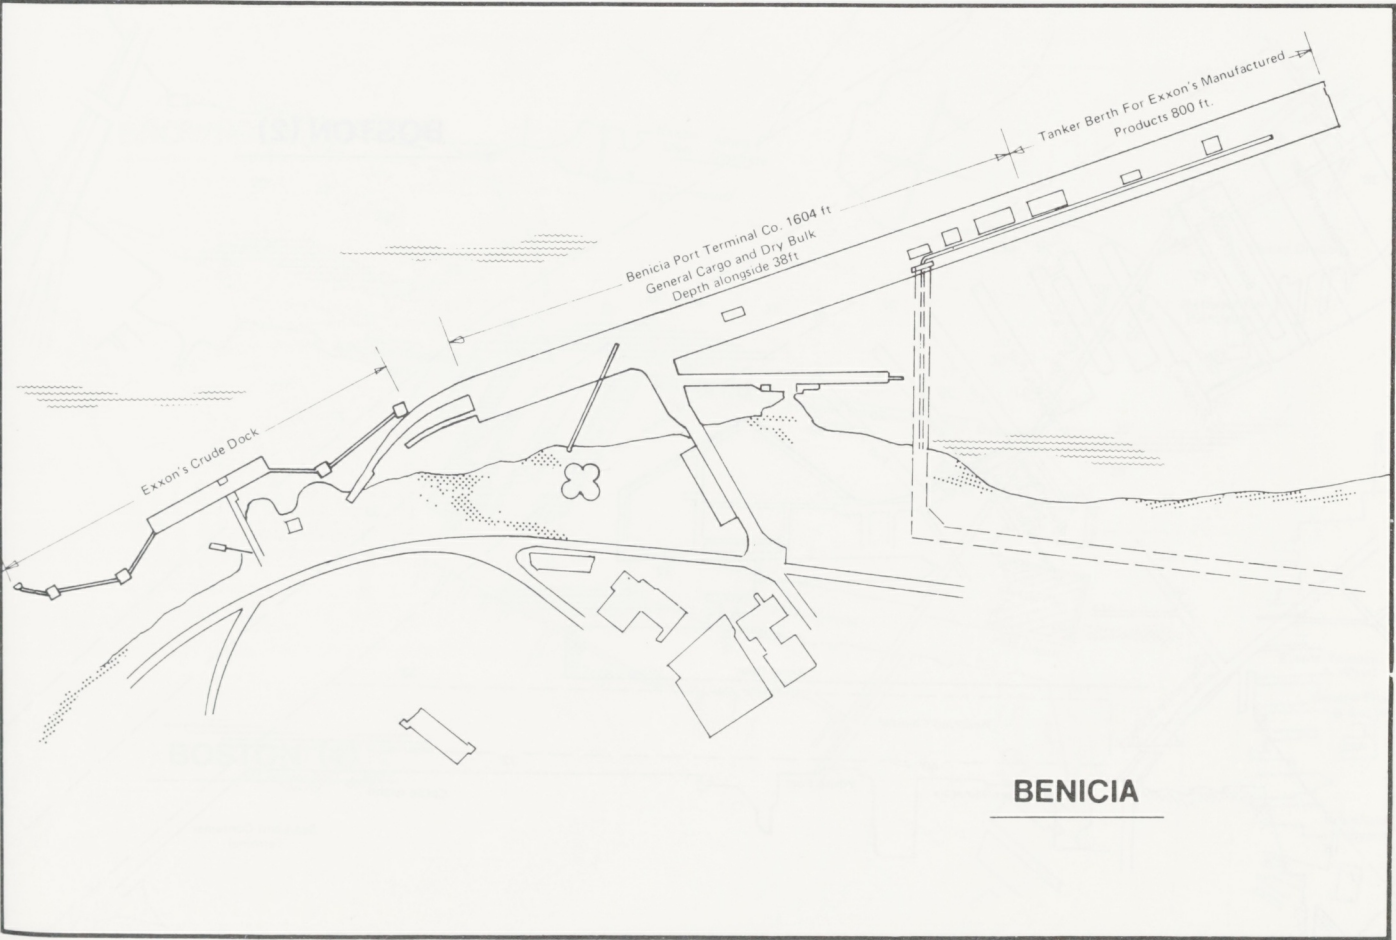 Tanker Berth For Exxon's Manufactured
Products 800 ft.
Benicia Port Terminal Co. 1604 ft
General Cargo and Dry Bulk
Depth alongside 38ft
Exxon's Crude Dock
BENICIA